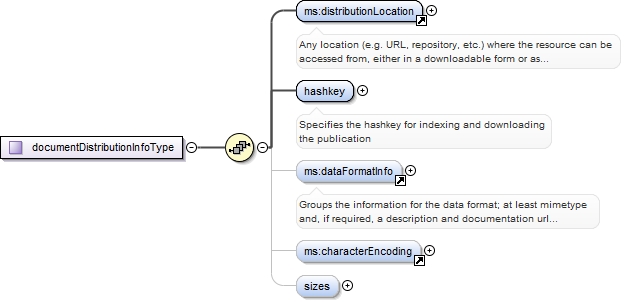 ms:distributionLocation
Any location (e.g. URL, repository, etc.) where the resource can be
accessed from, either in a downloadable form or as...
hashkey
Specifies the hashkey for indexing and downloading
the publication
documentDistributionInfoType
ms:dataFormatInfo
Groups the information for the data format; at least mimetype
and, if required, a description and documentation url...
ms:characterEncoding
sizes